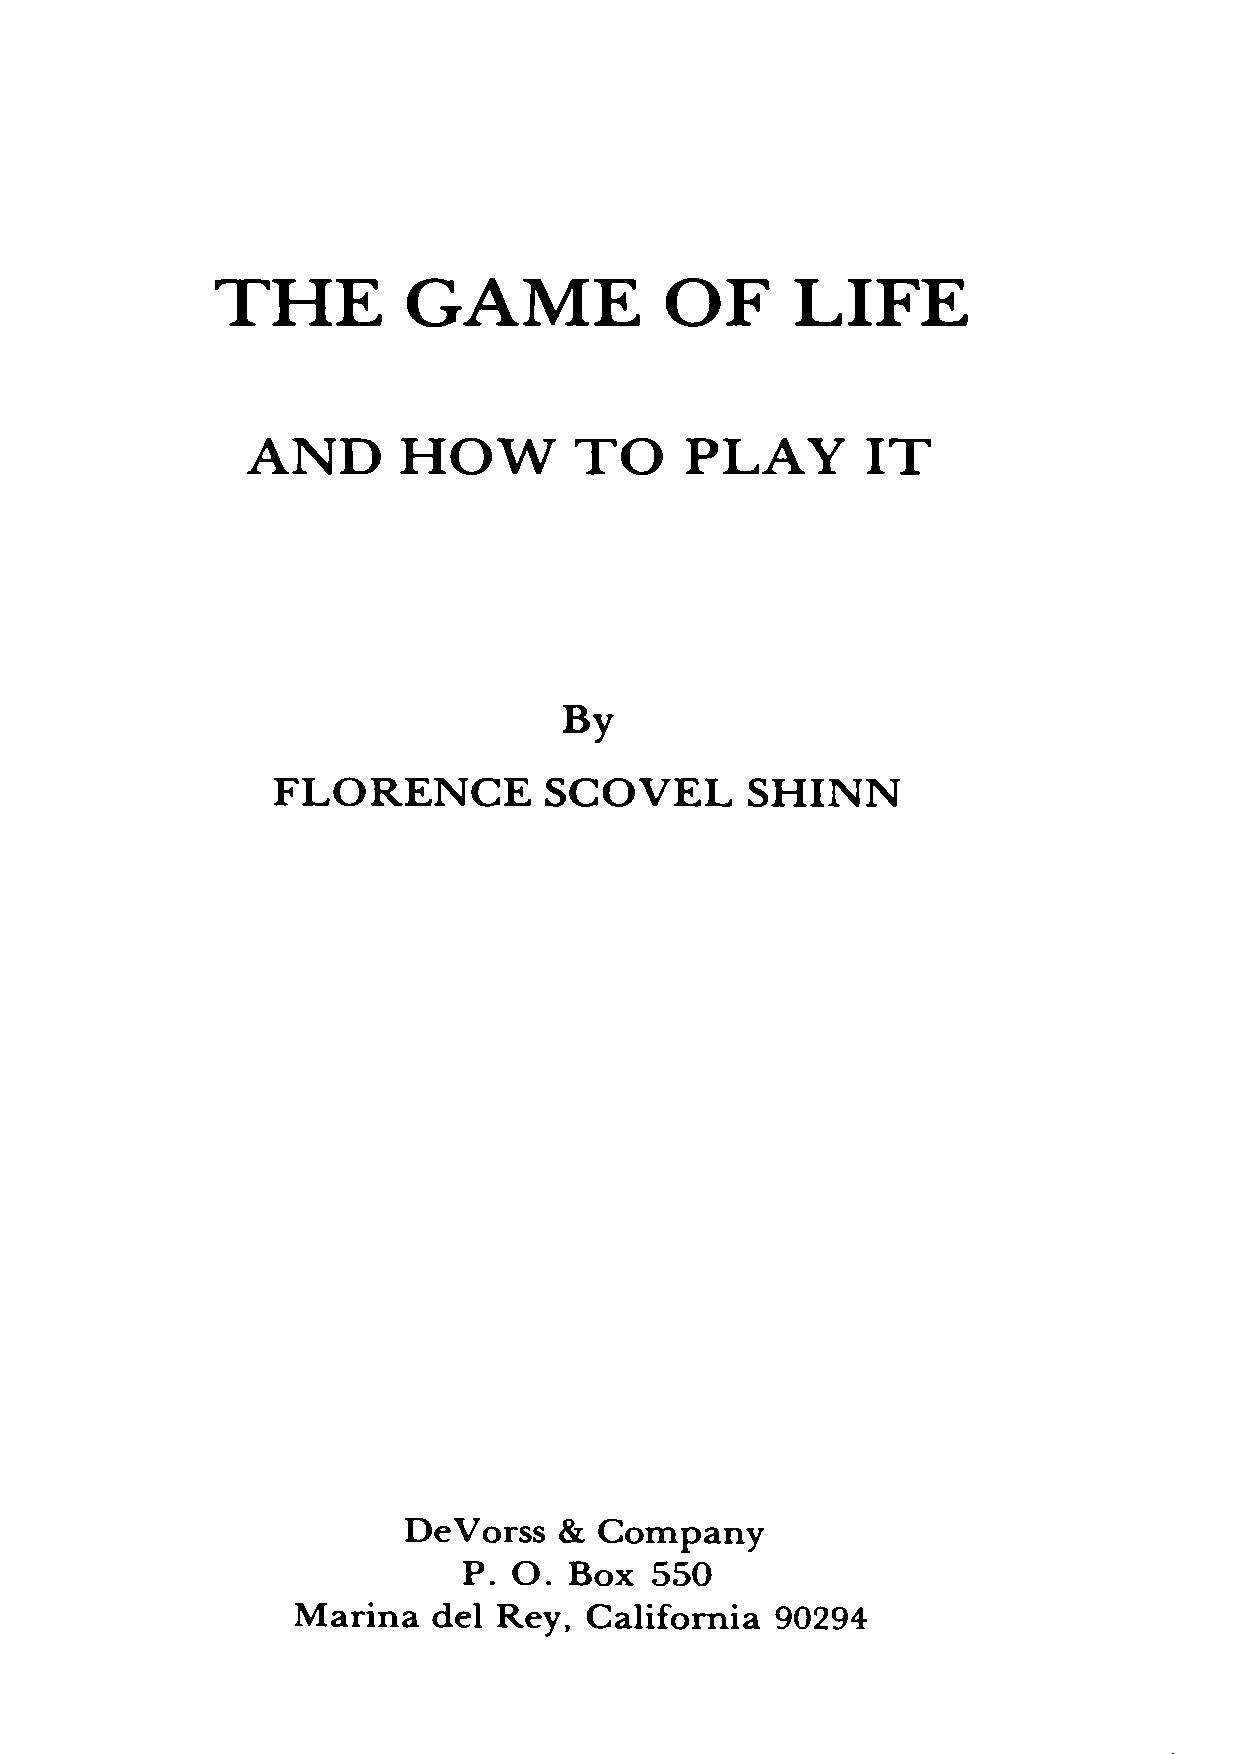 THE GAME OF LIFE
AND HOW TO PLAY IT
By
FLORENCE SCOVEL SHINN
DeVorss & Company
P. O. Box 550
Marina del Rey, California 90294